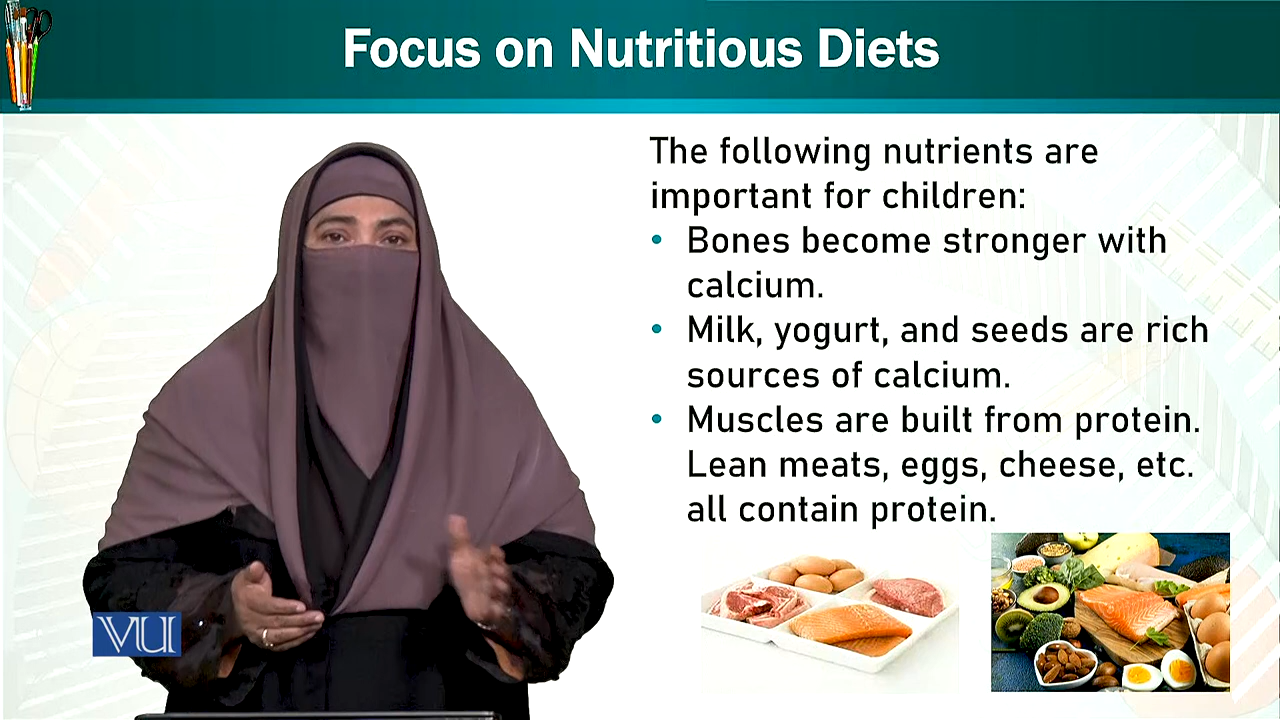 Focus on Nutritious Diets
The following nutrients are
important for children:
• Bones become stronger with
calcium.
• Milk, yogurt, and seeds are rich
sources of calcium.
• Muscles are built from protein.
Lean meats, eggs, cheese, etc.
all contain protein.
VU